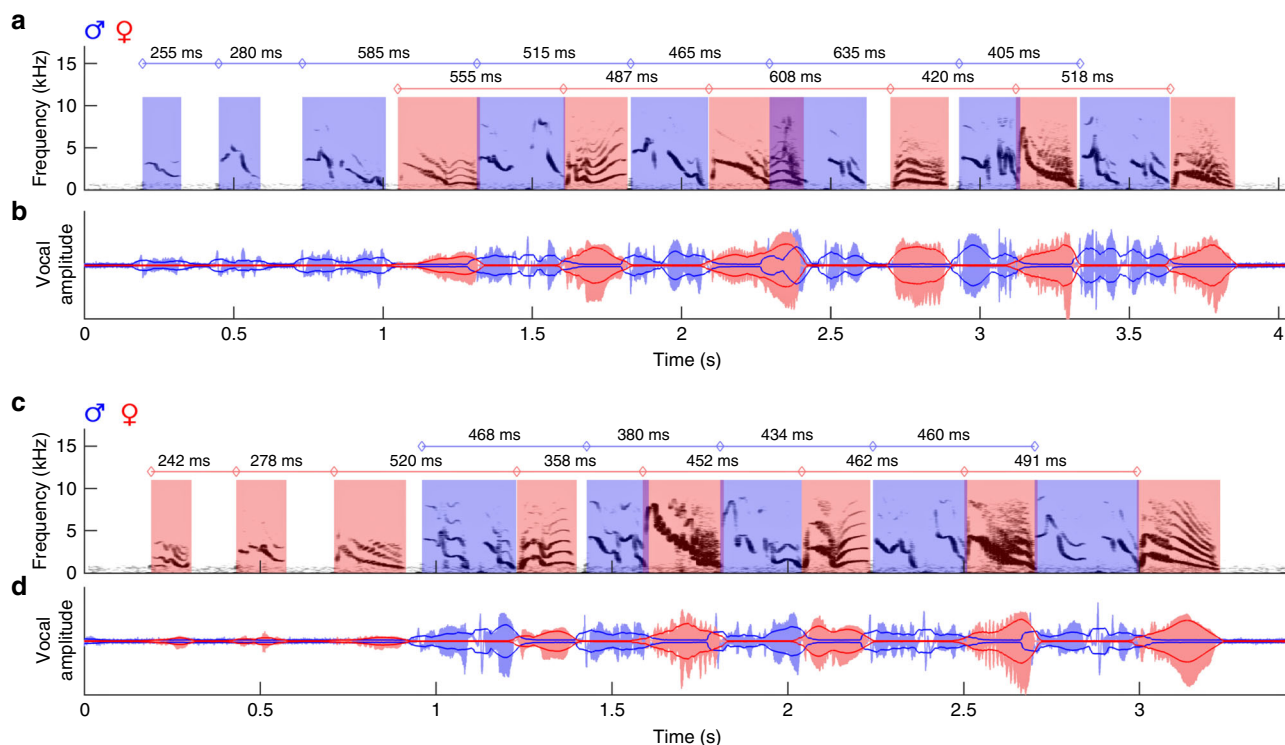 a
♂ ♀
255 ms 280 ms 585 ms 515 ms 465 ms 635 ms 405 ms
555 ms 487 ms 608 ms 420 ms 518 ms
Frequency (kHz)
15
10
5
0
b
Vocal amplitude
0 0.5 1 1.5 2 2.5 3 3.5 4
Time (s)
c
♂ ♀
468 ms 380 ms 434 ms 460 ms
242 ms 278 ms 520 ms 358 ms 452 ms 462 ms 491 ms
Frequency (kHz)
15
10
5
0
d
Vocal amplitude
0 0.5 1 1.5 2 2.5 3
Time (s)